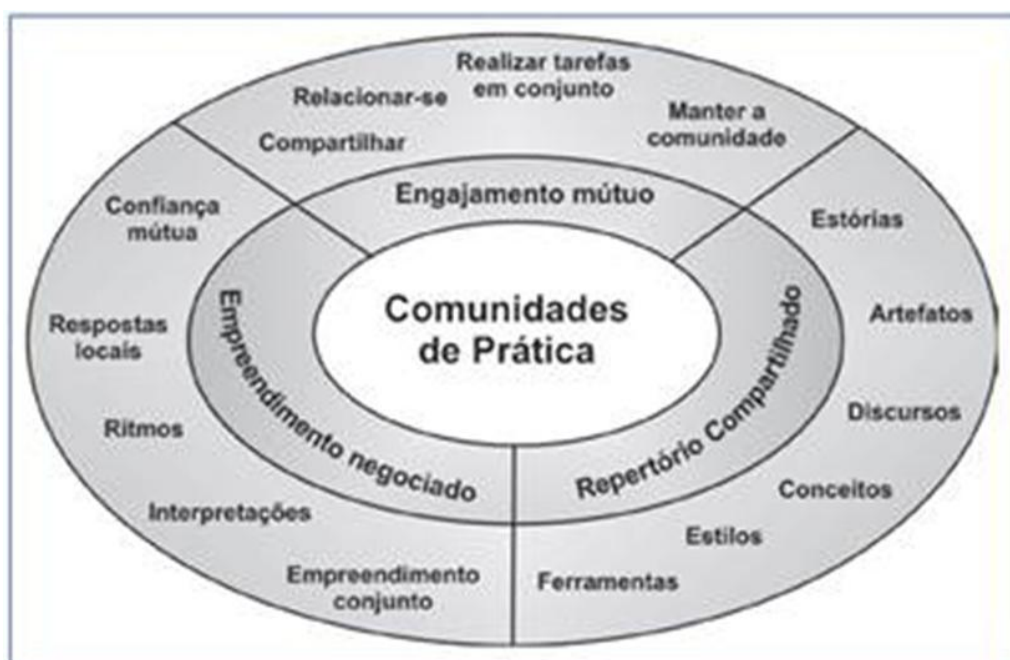 Realizar tarefas
em conjunto
Relacionar-se
Manter a
comunidade
Compartilhar
Engajamento mútuo
Confiança
mútua
Respostas
locais
Ritmos
Interpretações
Empreendimento
conjunto
Empreendimento negociado
Comunidades
de Prática
Repertório Compartilhado
Estórias
Artefatos
Discursos
Conceitos
Estilos
Ferramentas